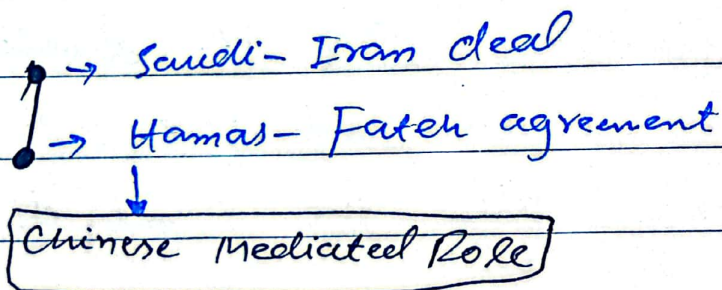 → Saudi- Iran deal
→ Hamas- Fateh agreement
↓
Chinese Mediated Role